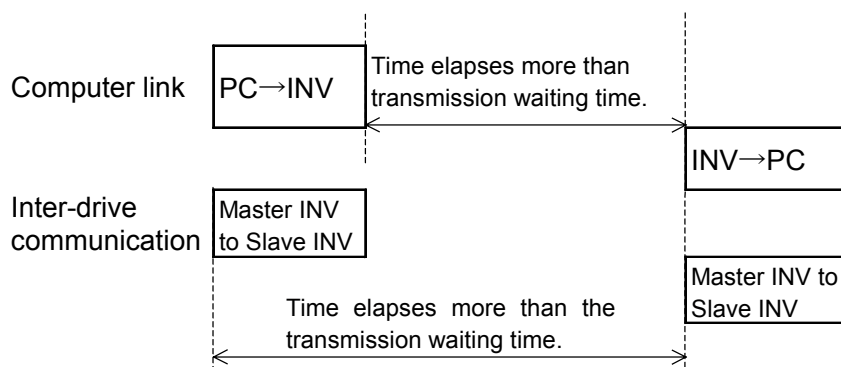 Computer link
PC→INV
Time elapses more than
transmission waiting time.
INV→PC
Inter-drive
communication
Master INV
to Slave INV
Master INV to
Slave INV
Time elapses more than the
transmission waiting time.